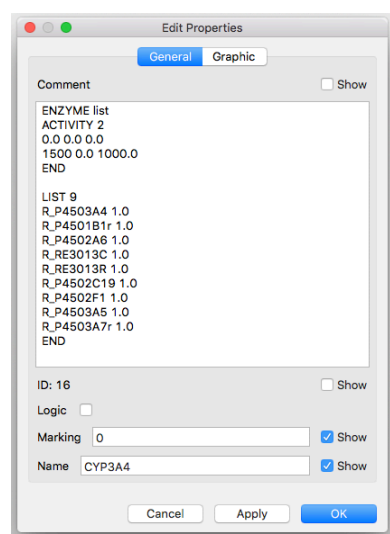 Edit Properties
General Graphic
Comment Show
ENZYME list
ACTIVITY 2
0.0 0.0 0.0
1500 0.0 1000.0
END
LIST 9
R_P4503A4 1.0
R_P4501B1r 1.0
R_P4502A6 1.0
R_RE3013C 1.0
R_RE3013R 1.0
R_P4502C19 1.0
R_P4502F1 1.0
R_P4503A5 1.0
R_P4503A7r 1.0
END
ID: 16 Show
Logic
Marking 0 Show
Name CYP3A4 Show
Cancel Apply OK